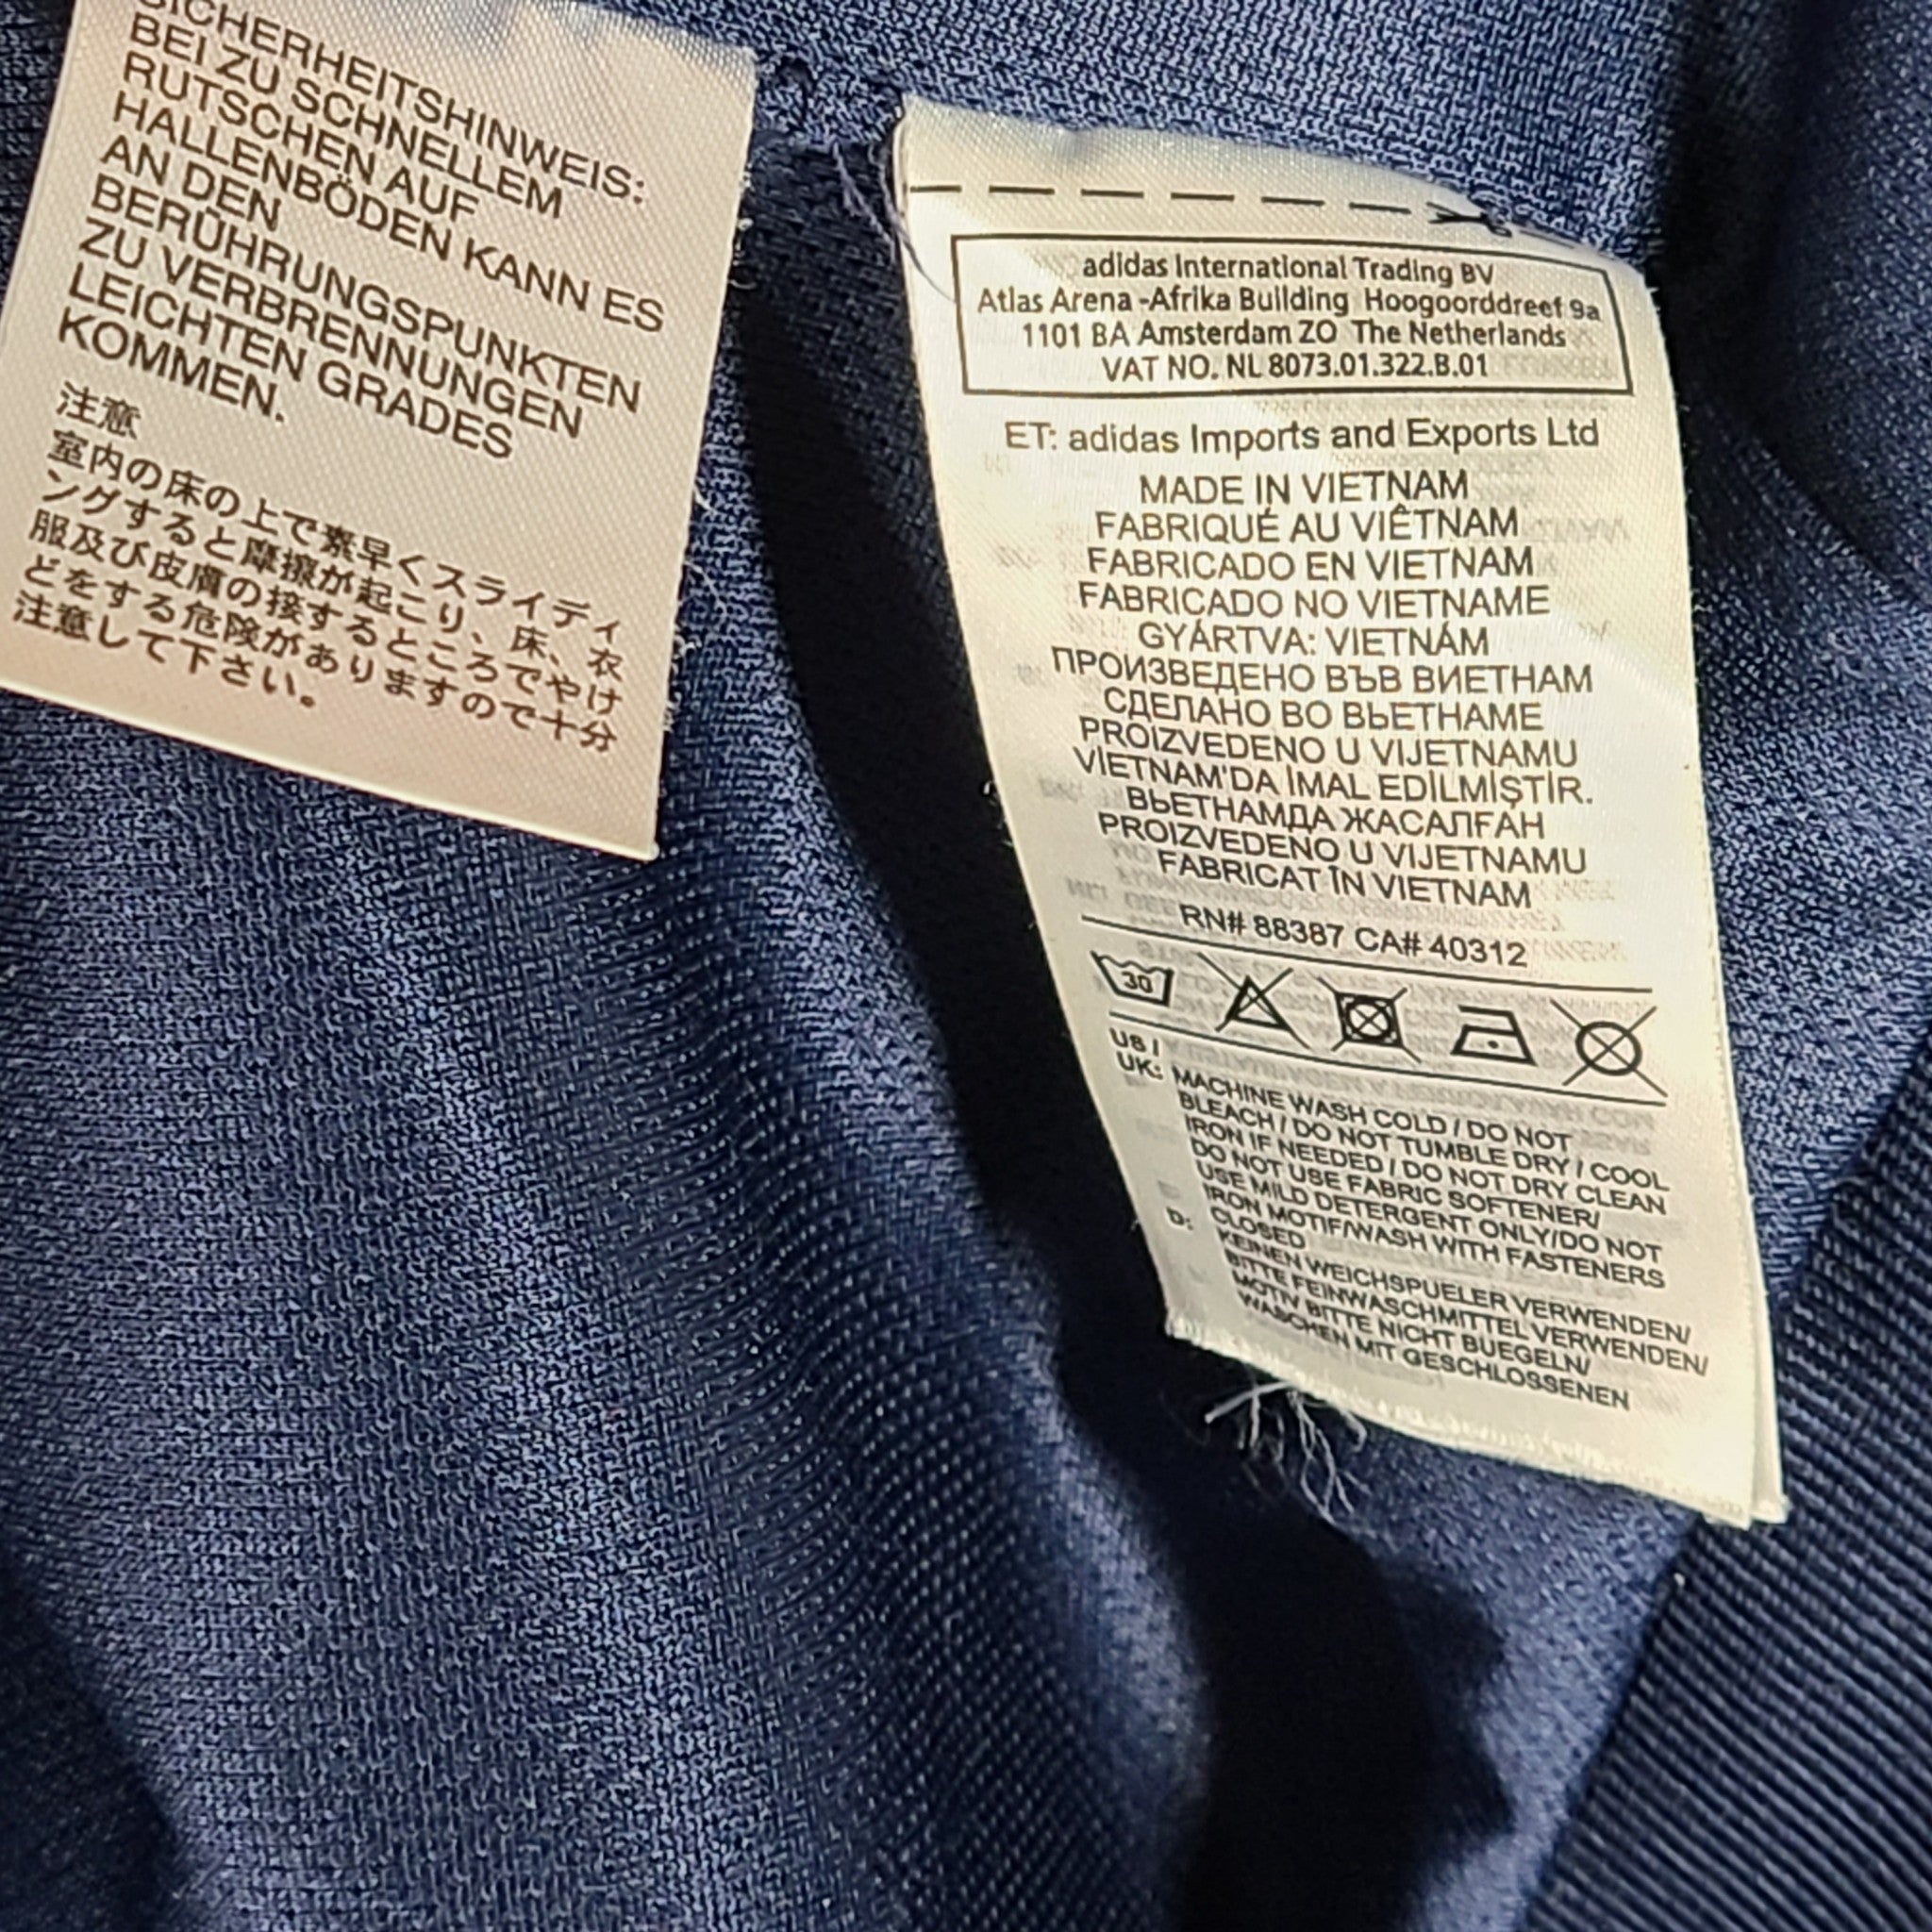 SICHERHEITSHINWEIS:
BEI ZU SCHNELLEM
RUTSCHEN AUF
HALLENBÖDEN KANN ES
AN DEN
BERÜHRUNGSPUNKTEN
ZU VERBRENNUNGEN
LEICHTEN GRADES
KOMMEN.
注意
室内の床の上で素早くスライディ
ングすると摩擦が起こり、床、衣
服及び皮膚の接するところでやけ
どをする危険がありますので十分
注意して下さい。
adidas International Trading BV
Atlas Arena -Afrika Building Hoogoorddreef 9a
1101 BA Amsterdam ZO The Netherlands
VAT NO. NL 8073.01.322.B.01
ET: adidas Imports and Exports Ltd
MADE IN VIETNAM
FABRIQUÉ AU VIÊTNAM
FABRICADO EN VIETNAM
FABRICADO NO VIETNAME
GYÁRTVA: VIETNÁM
ПРОИЗВЕДЕНО ВЪВ ВИЕТНАМ
СДЕЛАНО ВО ВЬЕТНАМЕ
PROIZVEDENO U VIJETNAMU
VİETNAM'DA İMAL EDİLMİŞTİR.
ВЬЕТНАМДА ЖАСАЛҒАН
PROIZVEDENO U VIJETNAMU
FABRICAT ÎN VIETNAM
RN# 88387 CA# 40312
30
US /
UK: MACHINE WASH COLD / DO NOT
BLEACH / DO NOT TUMBLE DRY / COOL
IRON IF NEEDED / DO NOT DRY CLEAN
DO NOT USE FABRIC SOFTENER/
USE MILD DETERGENT ONLY/DO NOT
IRON MOTIF/WASH WITH FASTENERS
CLOSED
D: KEINEN WEICHSPUELER VERWENDEN/
BITTE FEINWASCHMITTEL VERWENDEN/
MOTIV BITTE NICHT BUEGELN/
WASCHEN MIT GESCHLOSSENEN